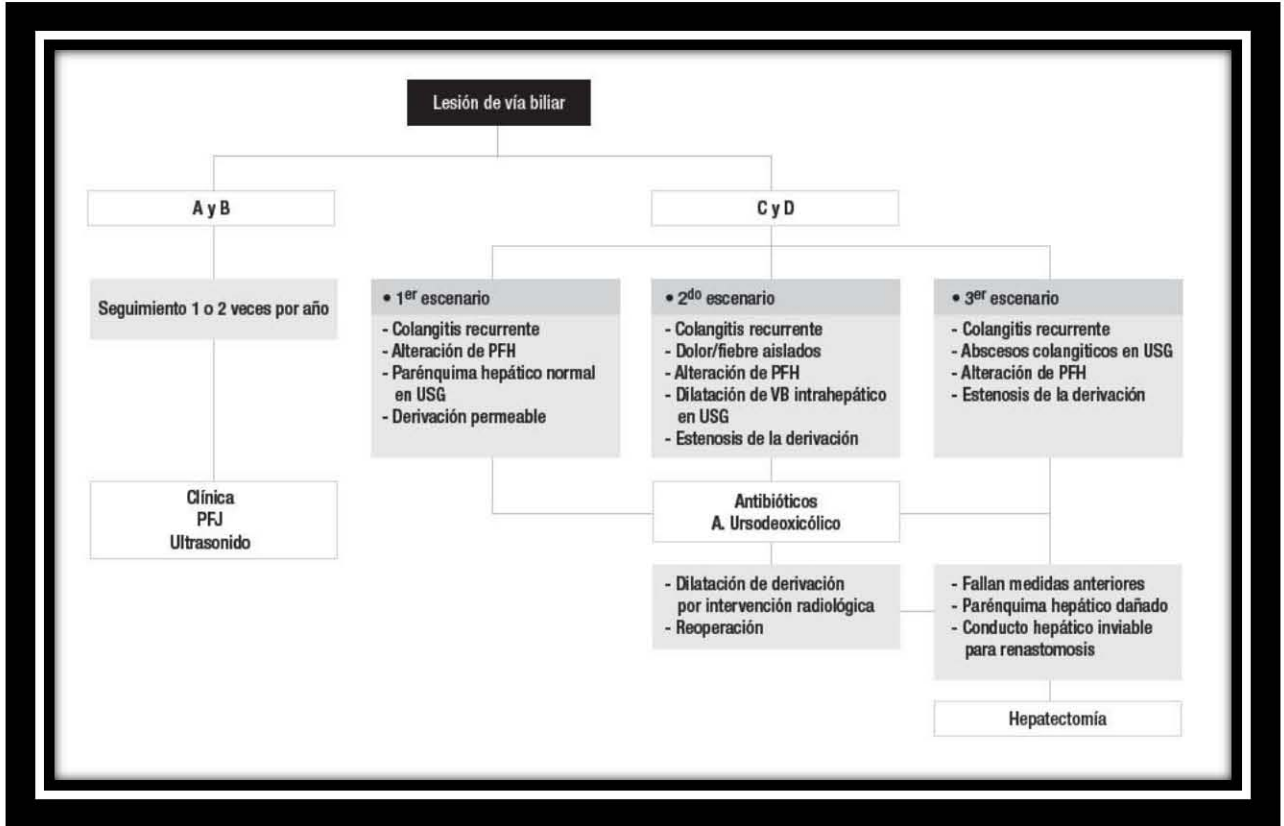 Lesión de vía biliar
A y B
C y D
Seguimiento 1 o 2 veces por año
• 1er escenario
- Colangitis recurrente
- Alteración de PFH
- Parénquima hepático normal
en USG
- Derivación permeable
• 2do escenario
- Colangitis recurrente
- Dolor/fiebre aislados
- Alteración de PFH
- Dilatación de VB intrahepático
en USG
- Estenosis de la derivación
• 3er escenario
- Colangitis recurrente
- Abscesos colangiticos en USG
- Alteración de PFH
- Estenosis de la derivación
Clínica
PFJ
Ultrasonido
Antibióticos
A. Ursodeoxicólico
- Dilatación de derivación
por intervención radiológica
- Reoperación
- Fallan medidas anteriores
- Parénquima hepático dañado
- Conducto hepático inviable
para renastomosis
Hepatectomía